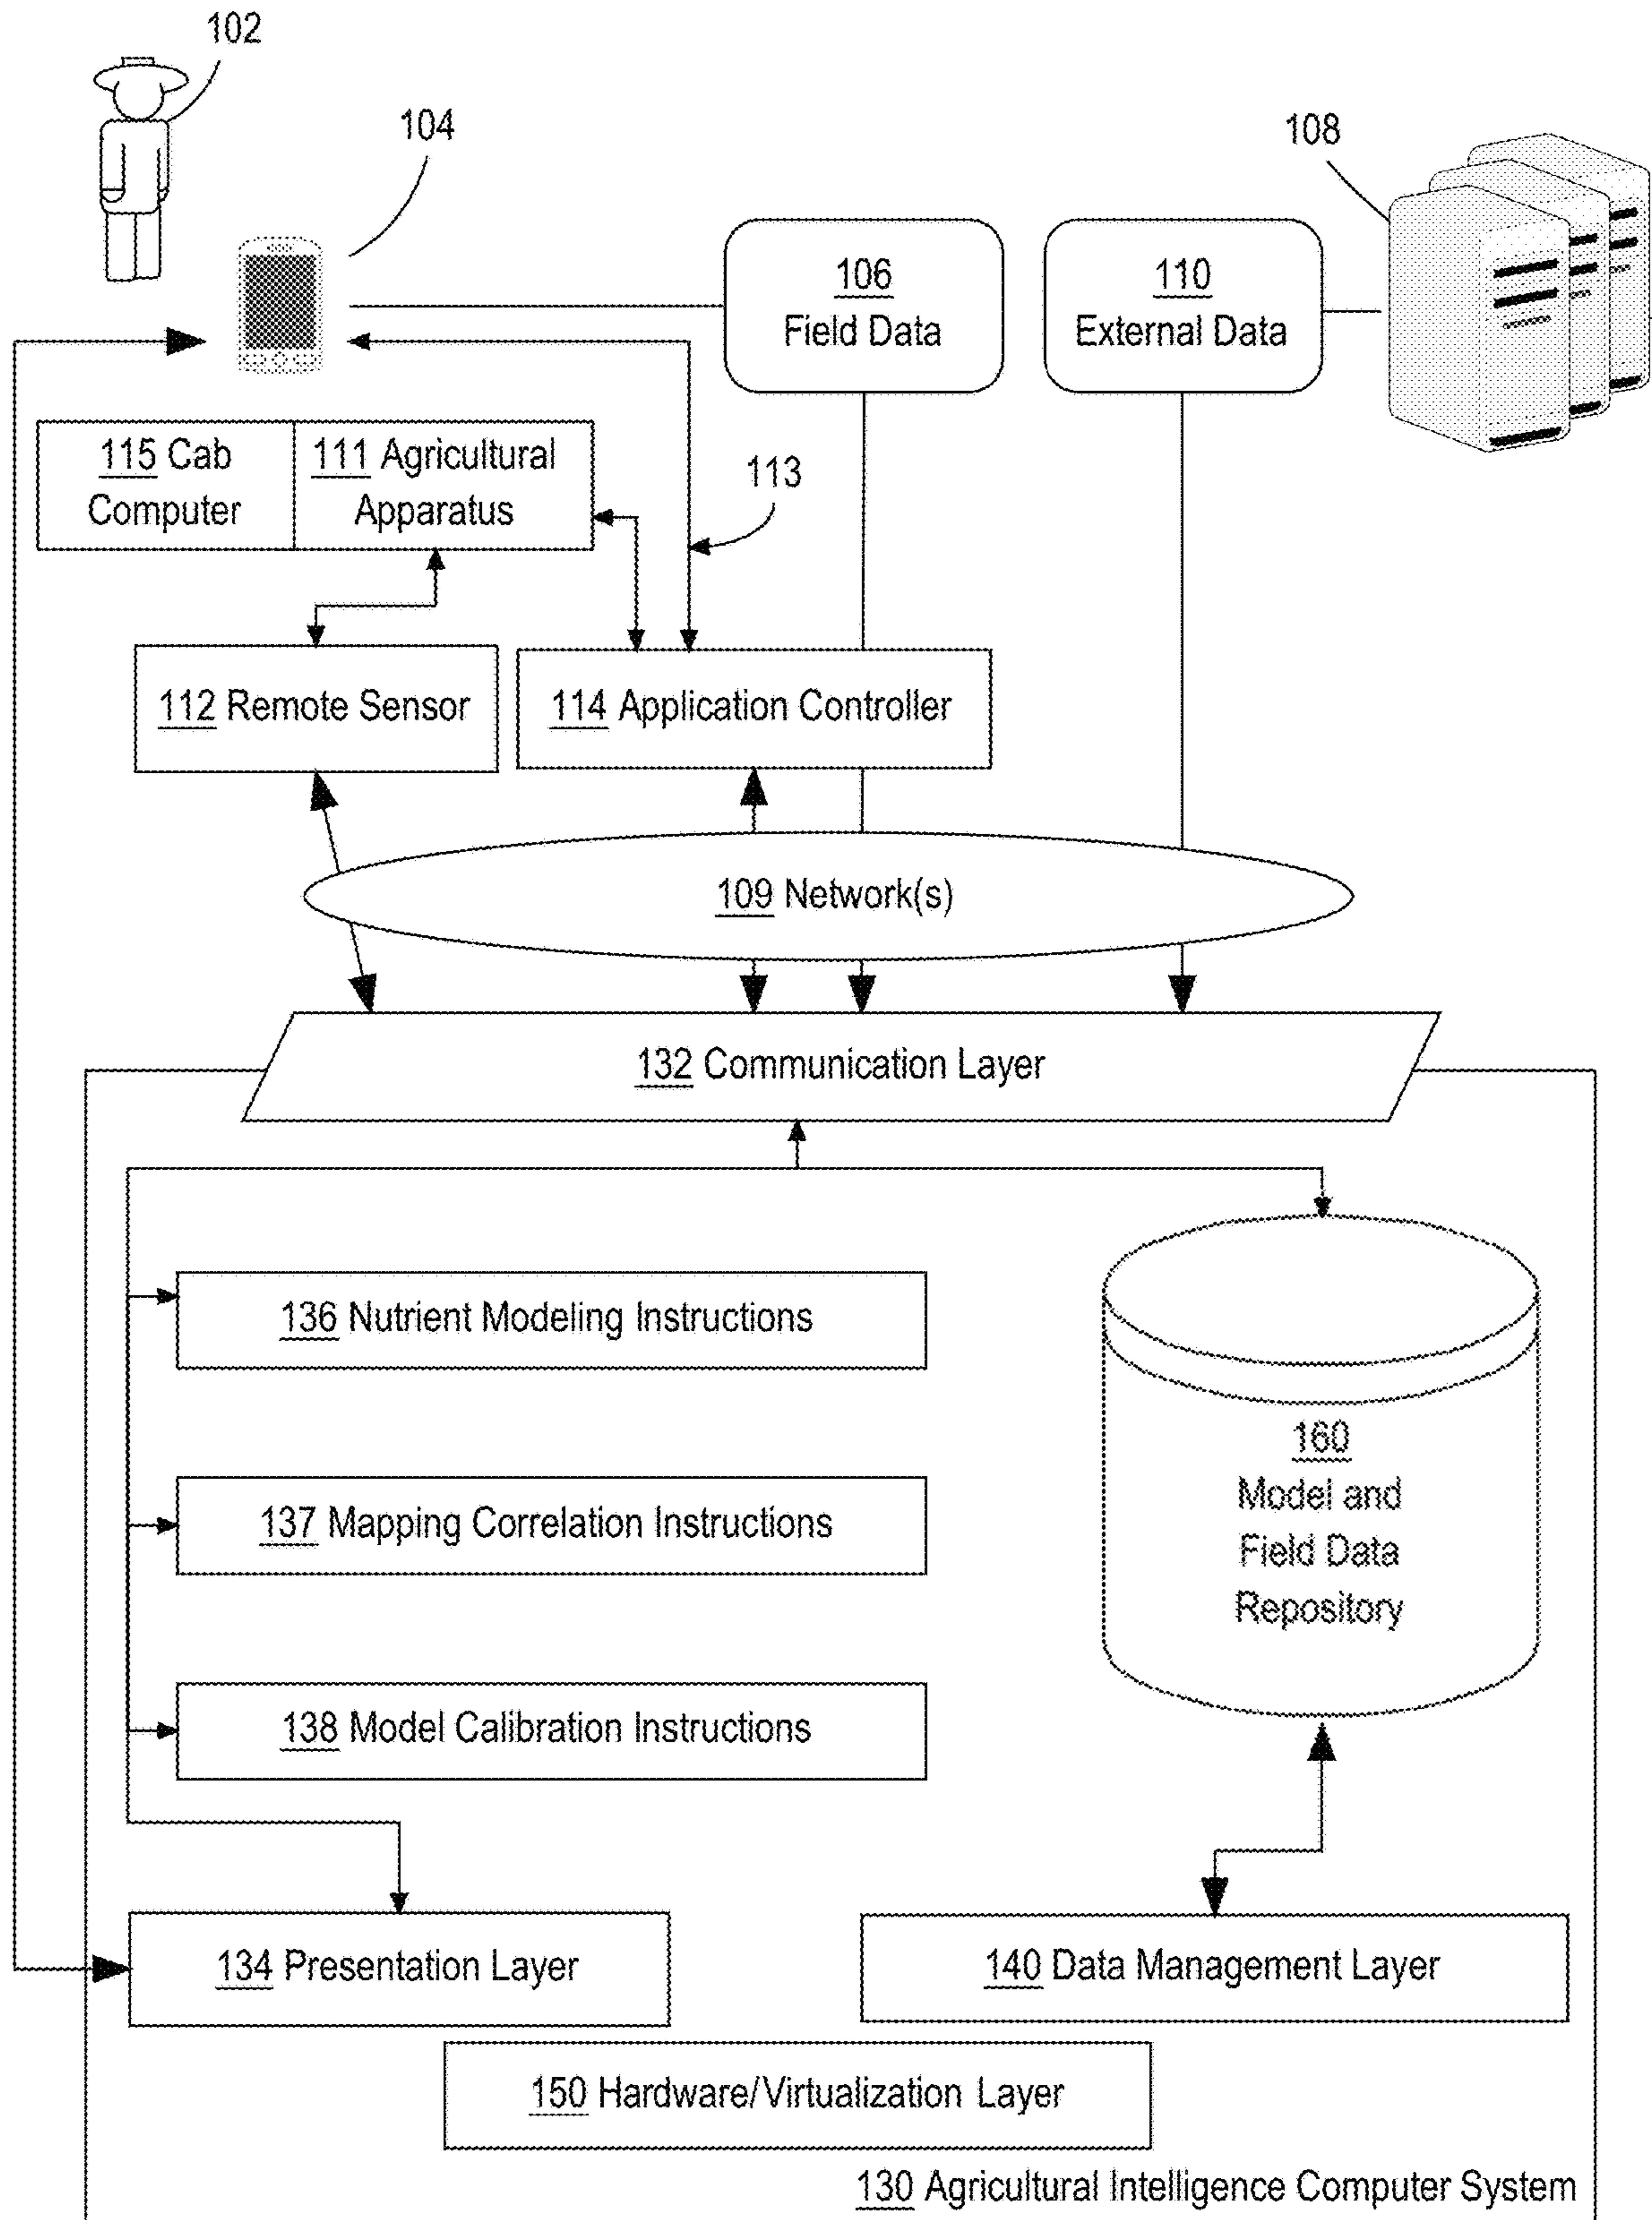 102
104
108
106
Field Data
110
External Data
115 Cab
Computer
111 Agricultural
Apparatus
113
112 Remote Sensor
114 Application Controller
109 Network(s)
132 Communication Layer
136 Nutrient Modeling Instructions
137 Mapping Correlation Instructions
138 Model Calibration Instructions
160
Model and
Field Data
Repository
134 Presentation Layer
140 Data Management Layer
150 Hardware/Virtualization Layer
130 Agricultural Intelligence Computer System